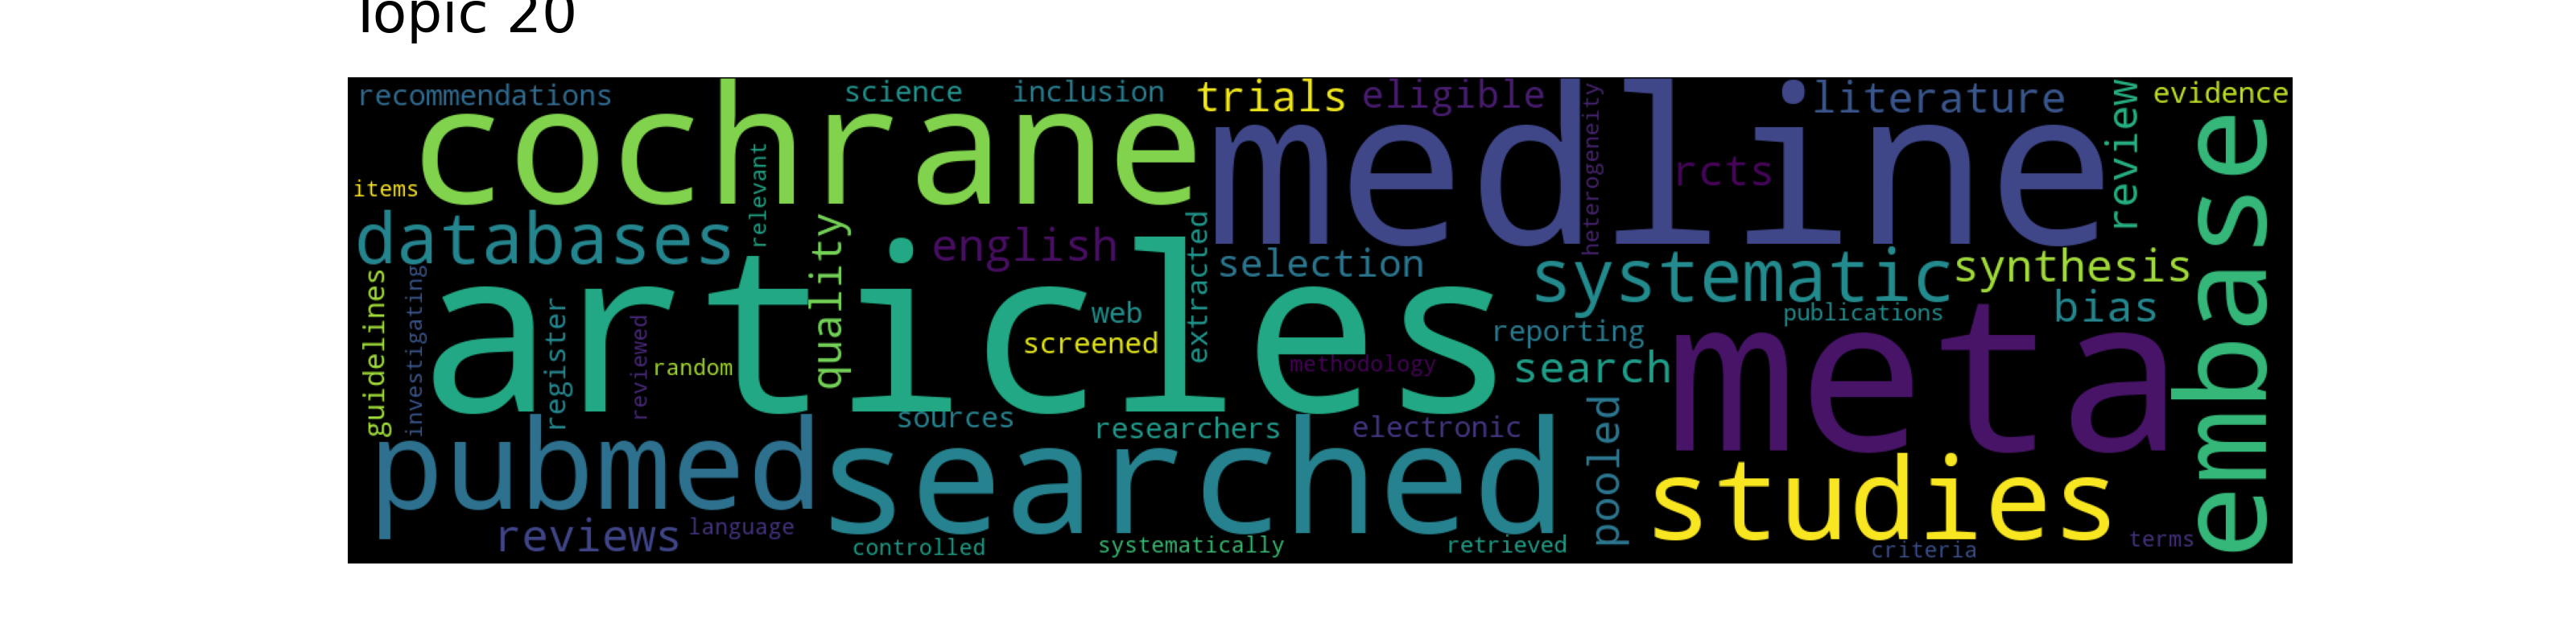 Topic 20
recommendations
science
inclusion
trials
eligible
literature
evidence
cochrane
medline
heterogeneity
rcts
review
embase
items
relevant
databases
quality
english
extracted
selection
systematic
synthesis
guidelines
investigating
articles
register
reviewed
random
web
screened
methodology
reporting
search
publications
bias
meta
sources
researchers
electronic
pubmed
searched
pooled
studies
reviews
language
controlled
systematically
retrieved
criteria
terms